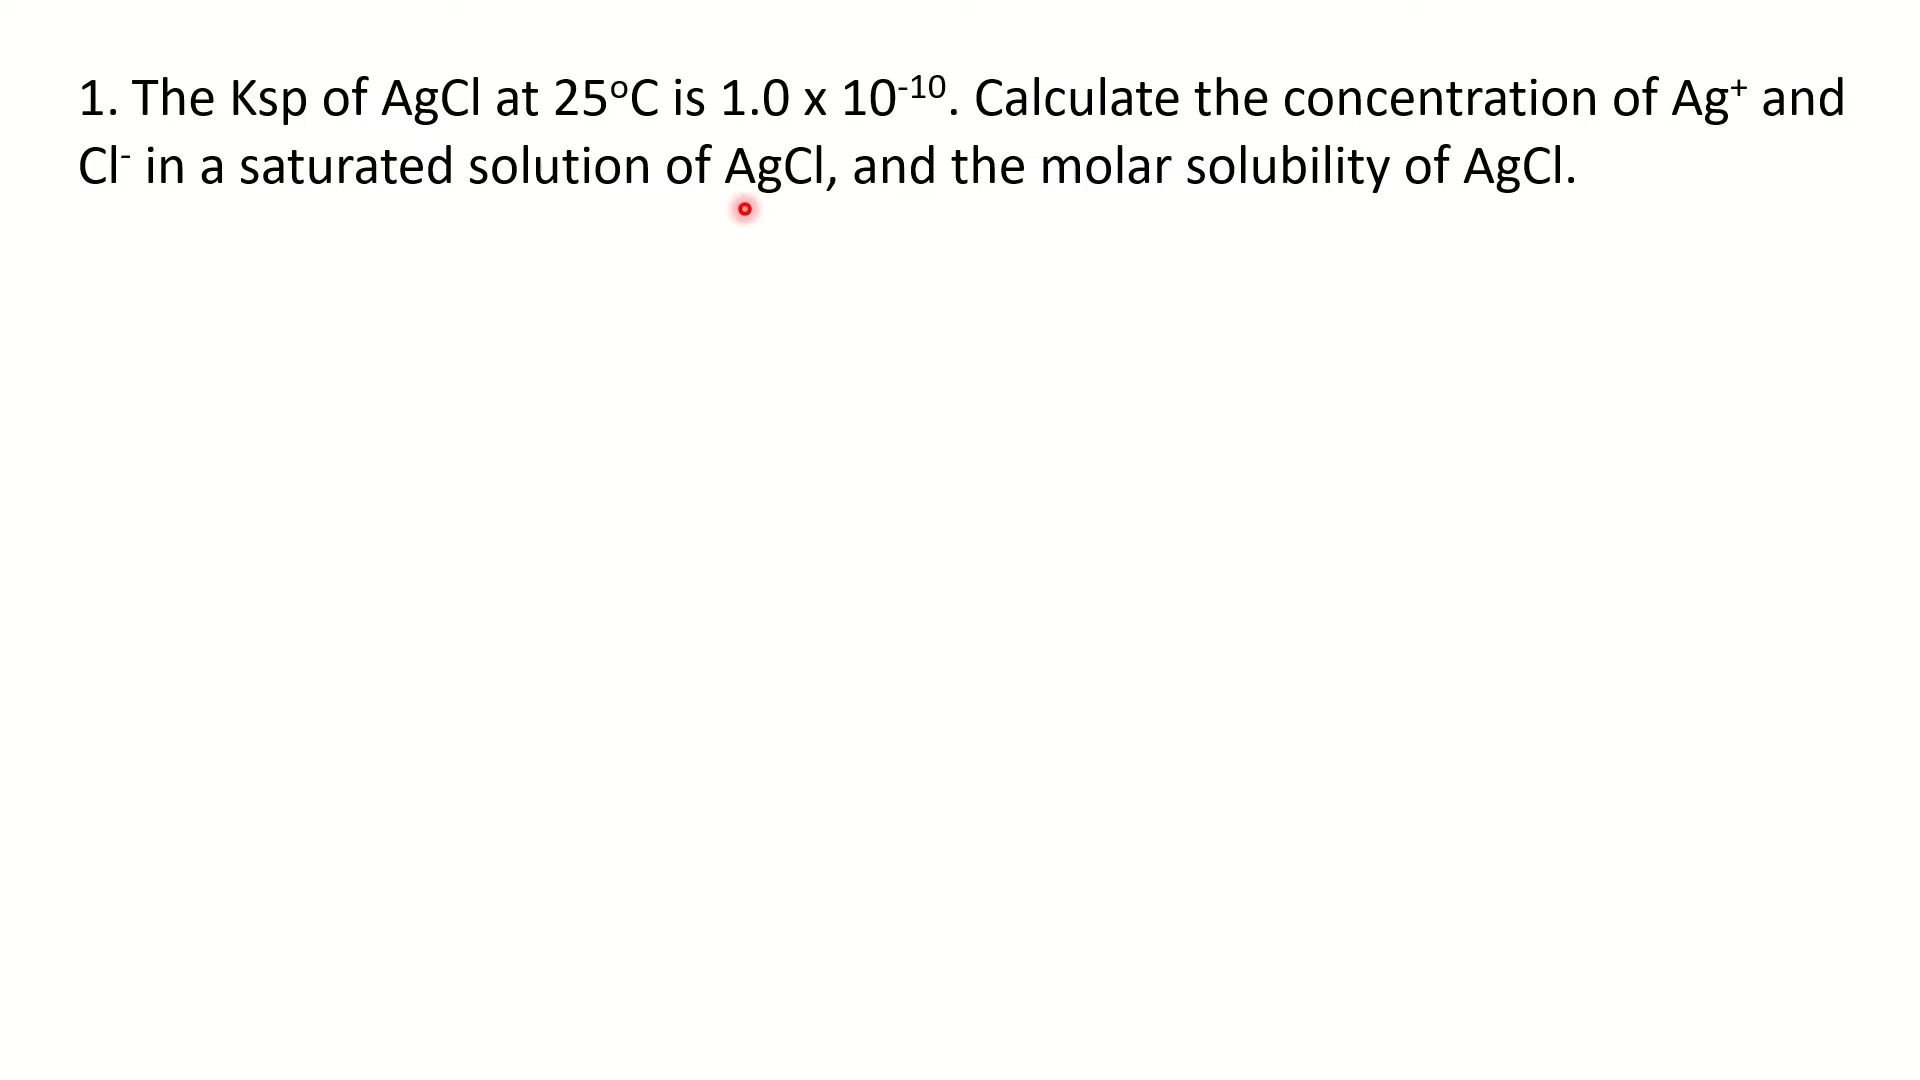 1. The Ksp of AgCl at 25ᵒC is 1.0 x 10⁻¹⁰. Calculate the concentration of Ag⁺ and
Cl⁻ in a saturated solution of AgCl, and the molar solubility of AgCl.